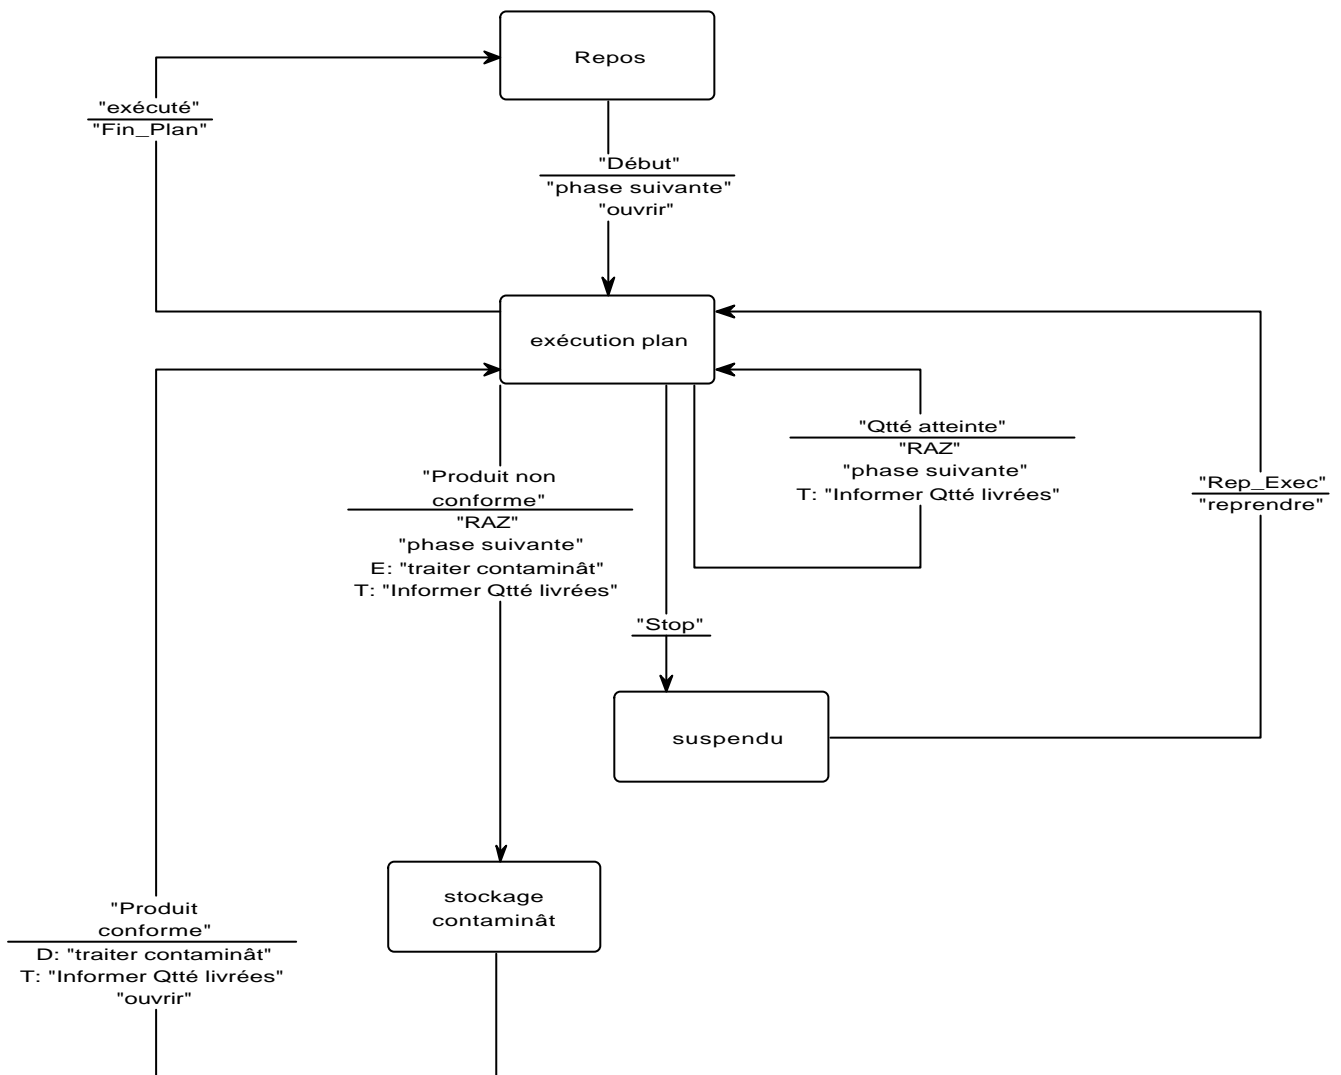 Repos
"exécuté"
"Fin_Plan"
"Début"
"phase suivante"
"ouvrir"
exécution plan
"Qtté atteinte"
"RAZ"
"phase suivante"
T: "Informer Qtté livrées"
"Rep_Exec"
"reprendre"
"Produit non
conforme"
"RAZ"
"phase suivante"
E: "traiter contaminât"
T: "Informer Qtté livrées"
"Stop"
suspendu
stockage
contaminât
"Produit
conforme"
D: "traiter contaminât"
T: "Informer Qtté livrées"
"ouvrir"